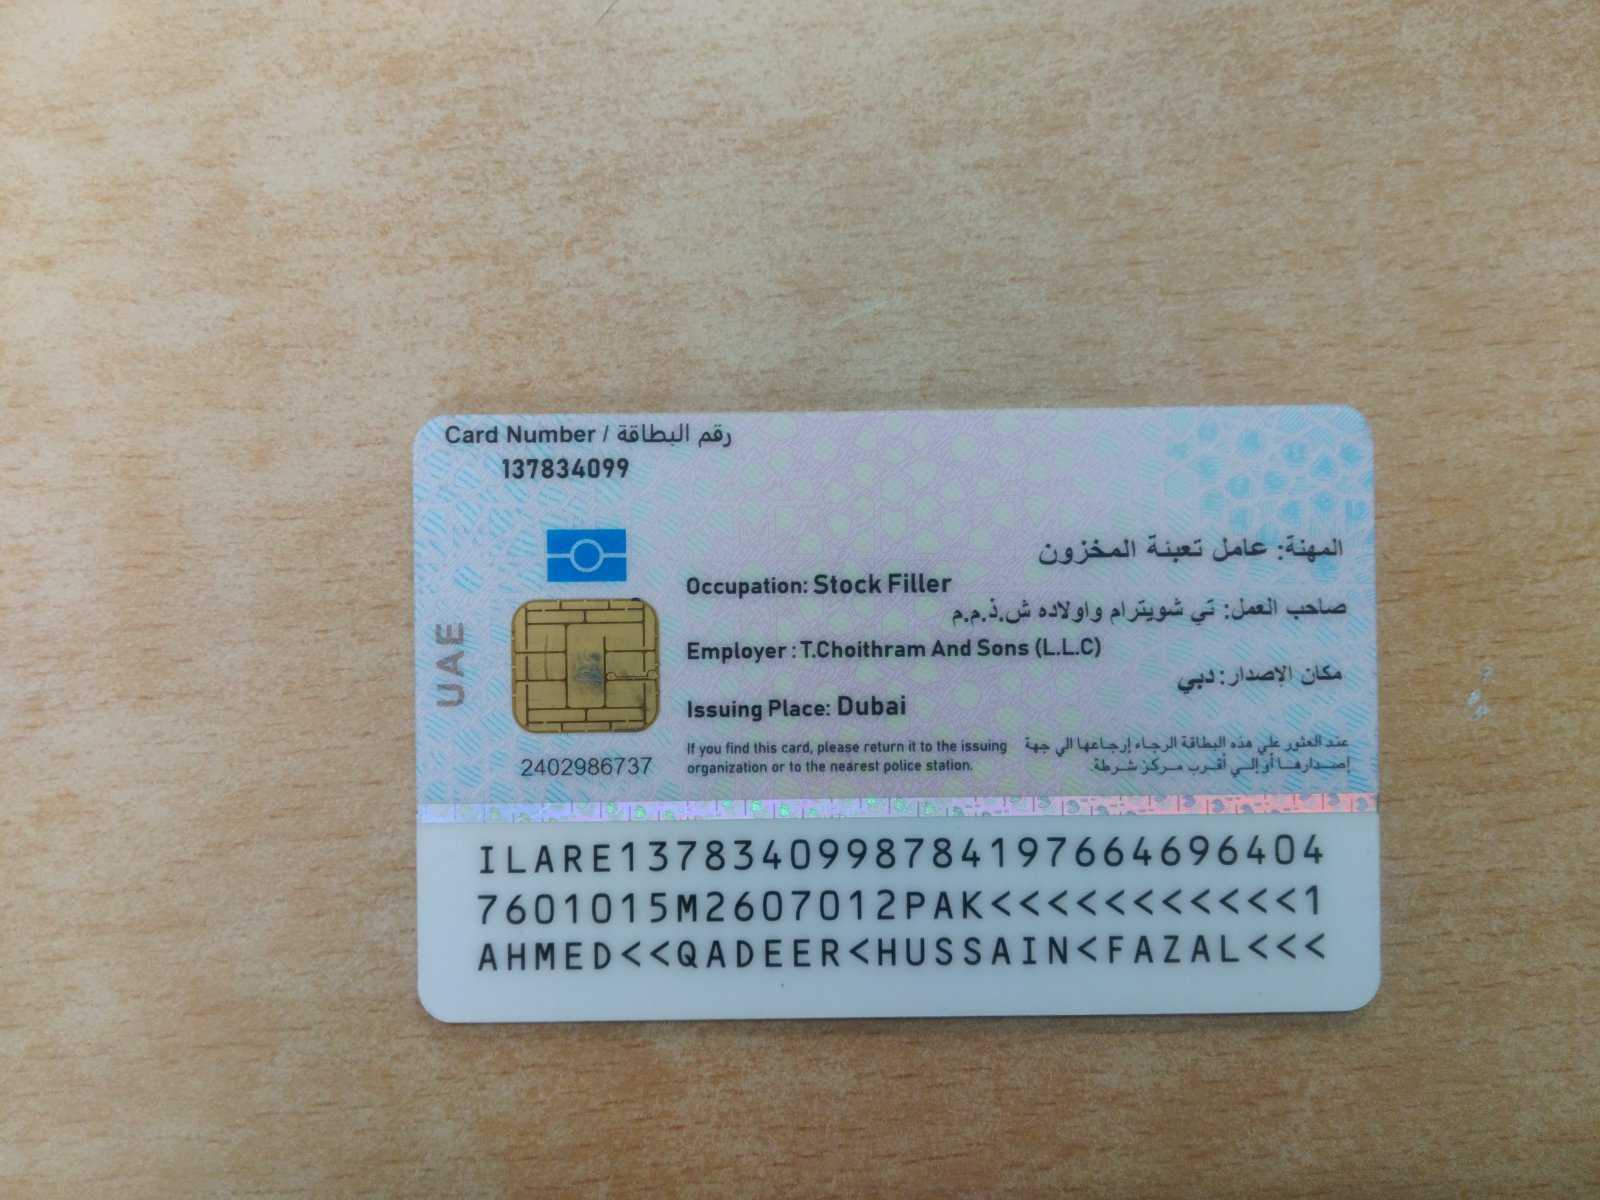 Card Number / رقم البطاقة
137834099
المهنة: عامل تعبئة المخزون
Occupation: Stock Filler
صاحب العمل: تي شويترام واولاده ش.ذ.م.م
Employer : T.Choithram And Sons (L.L.C)
مكان الإصدار: دبي
Issuing Place: Dubai
UAE
2402986737
If you find this card, please return it to the issuing
organization or to the nearest police station.
عند العثور علي هذه البطاقة الرجاء إرجاعها الي جهة
إصدارها أو إلي أقرب مركز شرطة.
ILARE1378340998784197664696404
7601015M2607012PAK<<<<<<<<<<<1
AHMED<<QADEER<HUSSAIN<FAZAL<<<